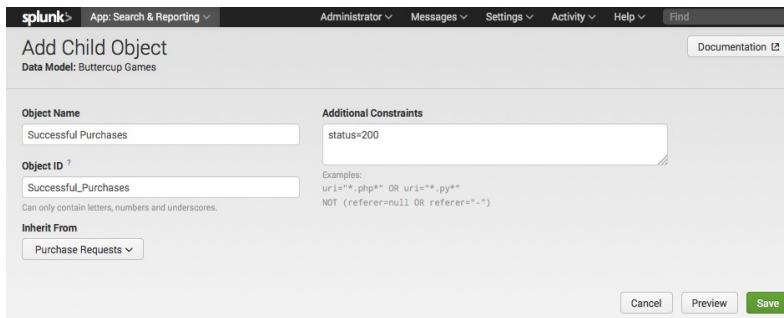 splunk> App: Search & Reporting Administrator Messages Settings Activity Help Find
Add Child Object
Documentation
Data Model: Buttercup Games
Object Name
Successful Purchases
Object ID ?
Successful_Purchases
Can only contain letters, numbers and underscores.
Inherit From
Purchase Requests
Additional Constraints
status=200
Examples:
uri="*.php*" OR uri="*.py*"
NOT (referer=null OR referer="-")
Cancel Preview Save